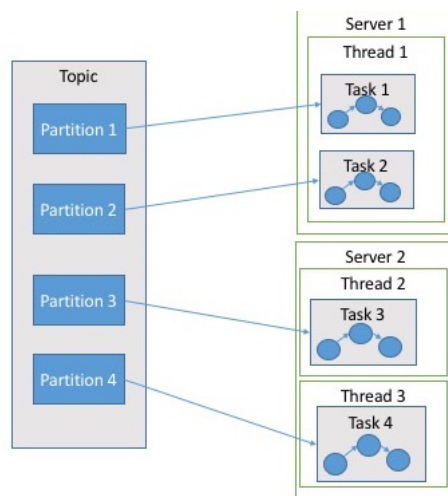 Topic
Partition 1
Partition 2
Partition 3
Partition 4
Server 1
Thread 1
Task 1
Task 2
Server 2
Thread 2
Task 3
Thread 3
Task 4